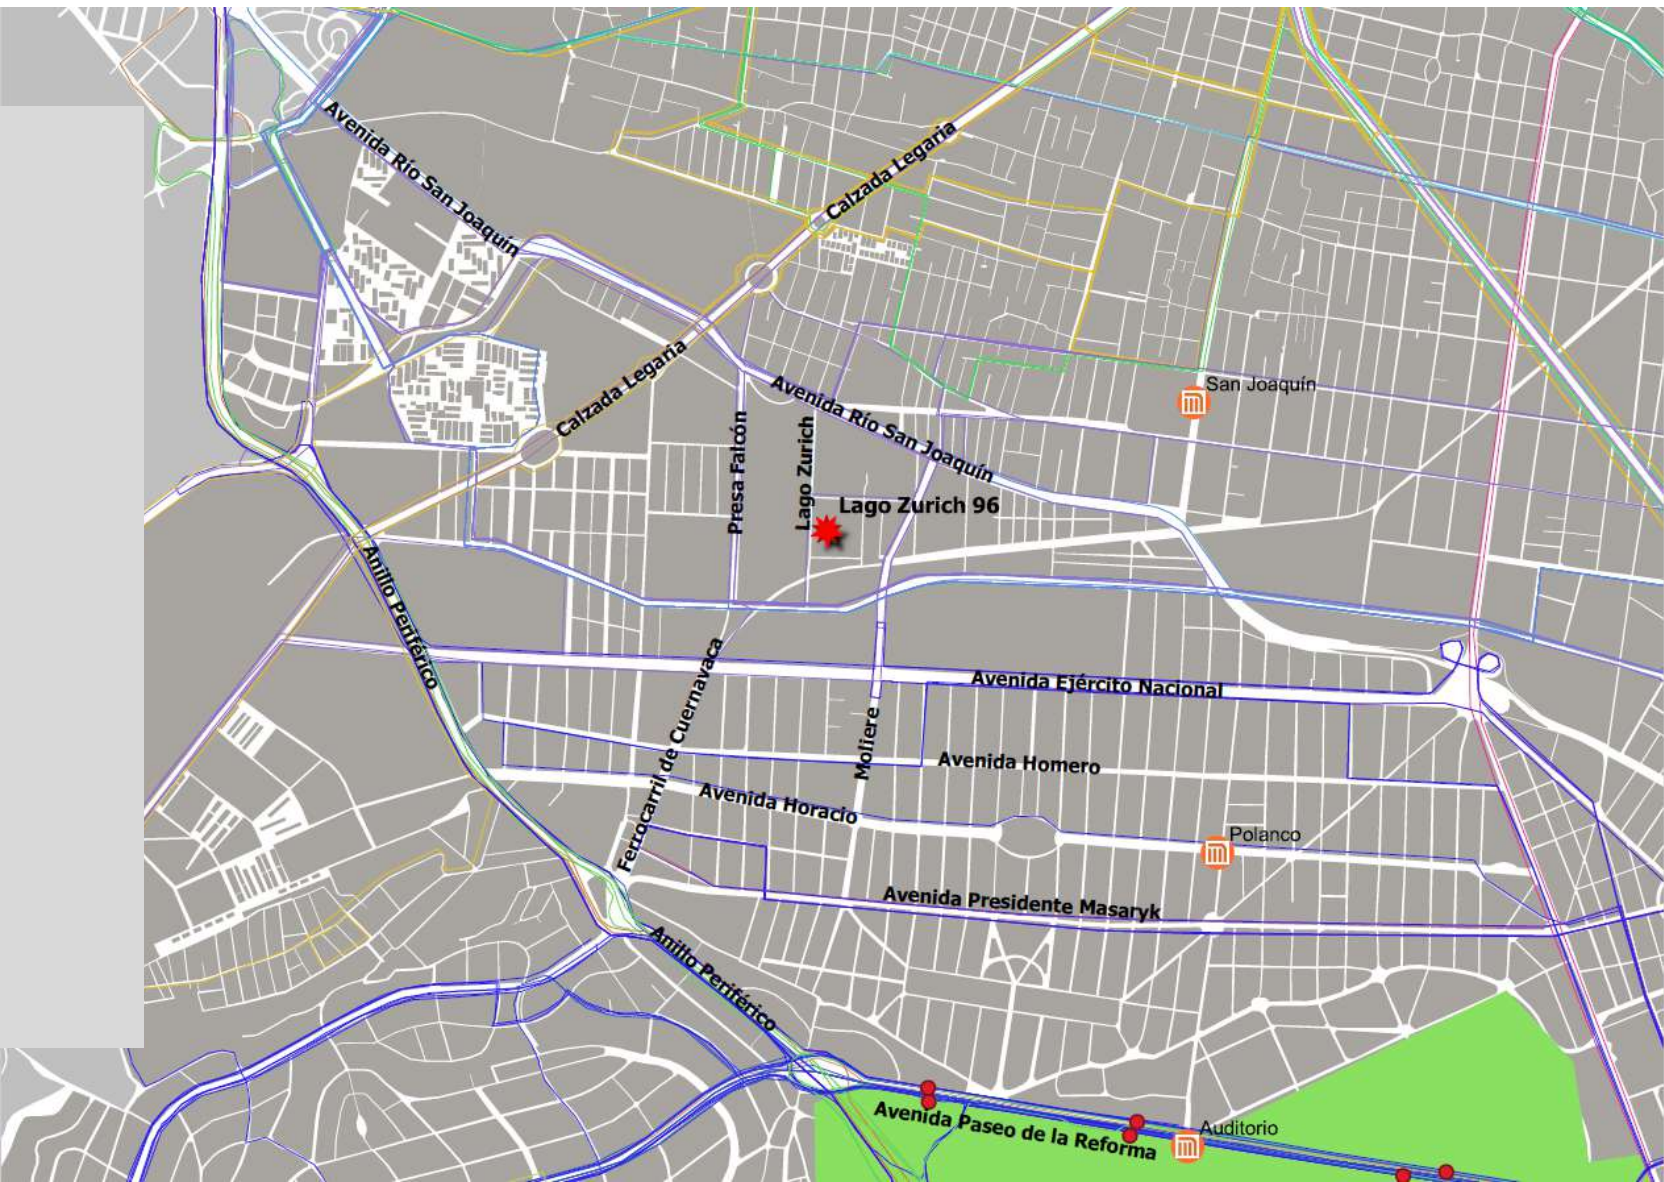 Avenida Río San Joaquín
Calzada Legaria
Calzada Legaria
San Joaquín
Avenida Río San Joaquín
Presa Falcón
Lago Zurich
Lago Zurich 96
Anillo Periférico
Ferrocarril de Cuernavaca
Avenida Ejército Nacional
Moliere
Avenida Homero
Avenida Horacio
Polanco
Avenida Presidente Masaryk
Anillo Periférico
Avenida Paseo de la Reforma
Auditorio